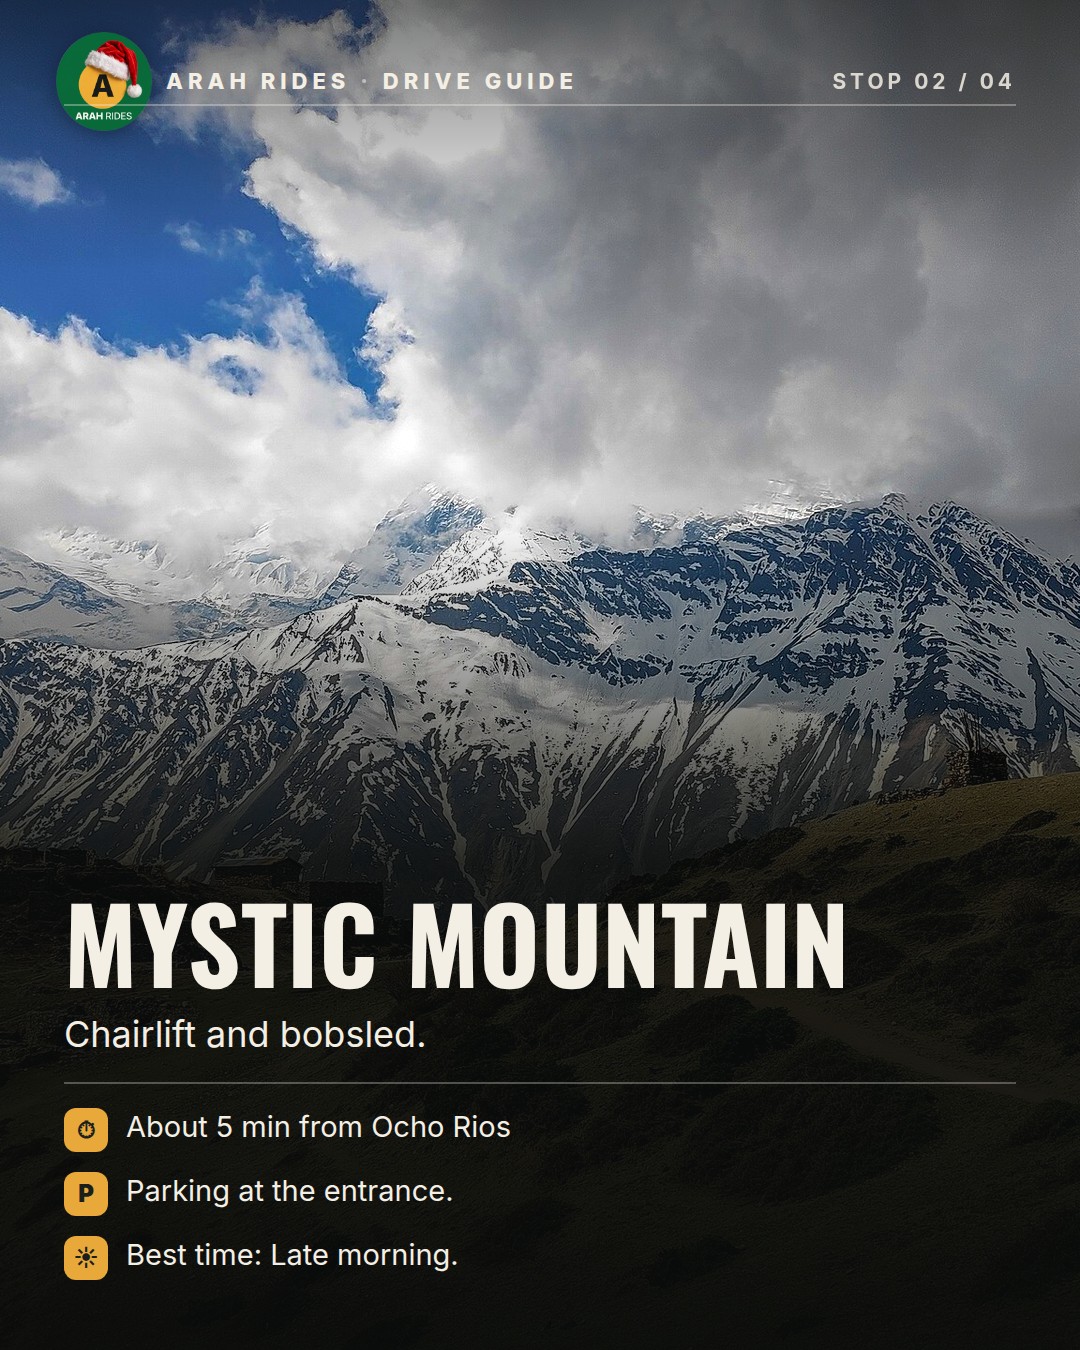 A
ARAH RIDES
ARAH RIDES · DRIVE GUIDE
STOP 02 / 04
MYSTIC MOUNTAIN
Chairlift and bobsled.
About 5 min from Ocho Rios
P
Parking at the entrance.
Best time: Late morning.